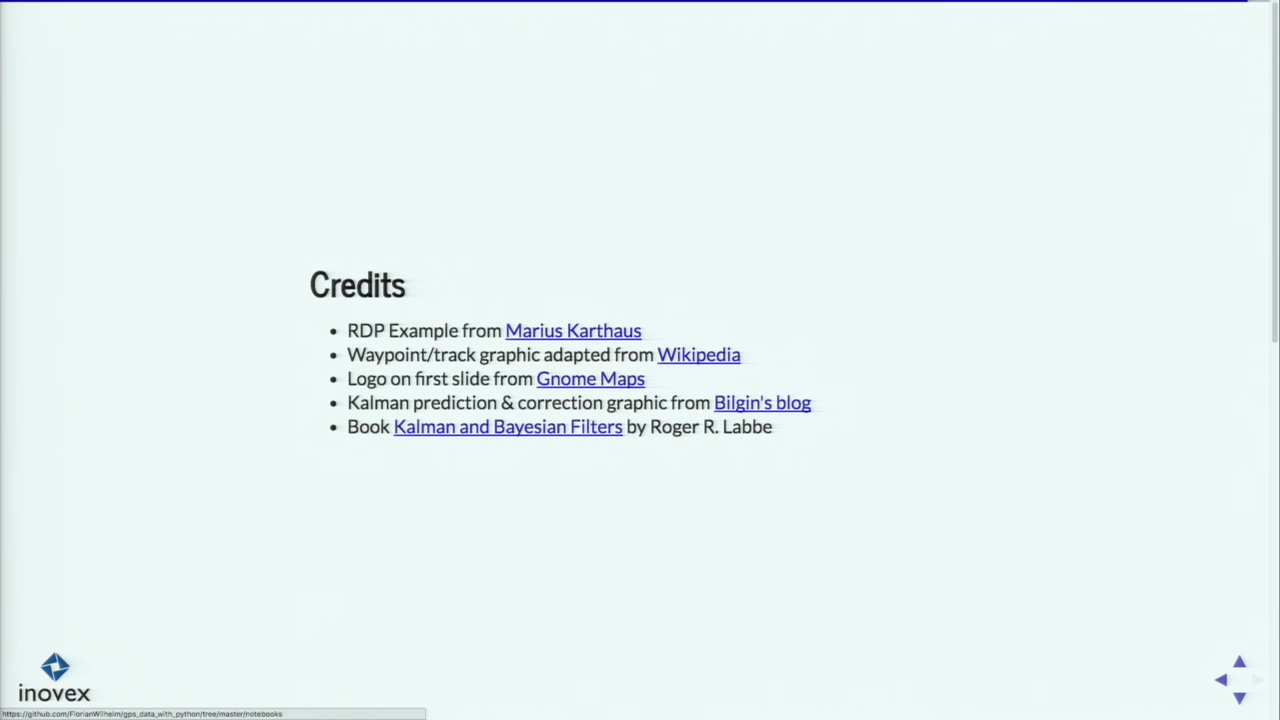 Credits
RDP Example from Marius Karthaus
Waypoint/track graphic adapted from Wikipedia
Logo on first slide from Gnome Maps
Kalman prediction & correction graphic from Bilgin's blog
Book Kalman and Bayesian Filters by Roger R. Labbe
inovex
https://github.com/FlorianWilhelm/gps_data_with_python/tree/master/notebooks